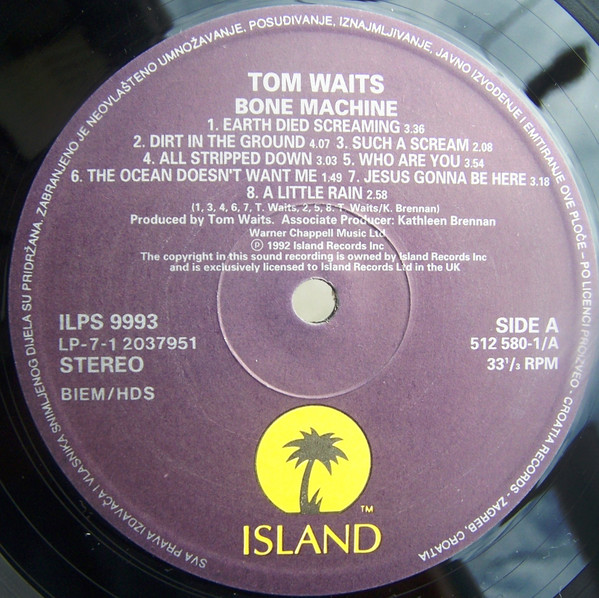 SVA PRAVA IZDAVAČA I VLASNIKA SNIMLJENOG DIJELA SU PRIDRŽANA, ZABRANJENO JE NEOVLAŠTENO UMNOŽAVANJE, POSUDIVANJE, IZNAJMLJIVANJE, JAVNO IZVOĐENJE I EMITIRANJE OVE PLOČE – PO LICENCI PROIZVEO - CROATIA RECORDS - ZAGREB, CROATIA
TOM WAITS
BONE MACHINE
1. EARTH DIED SCREAMING 3.36
2. DIRT IN THE GROUND 4.07 3. SUCH A SCREAM 2.08
4. ALL STRIPPED DOWN 3.03 5. WHO ARE YOU 3.54
6. THE OCEAN DOESN'T WANT ME 1.49 7. JESUS GONNA BE HERE 3.18
8. A LITTLE RAIN 2.58
(1, 3, 4, 6, 7, T. Waits, 2, 5, 8. T. Waits/K. Brennan)
Produced by Tom Waits. Associate Producer: Kathleen Brennan
Warner Chappell Music Ltd
℗ 1992 Island Records Inc
The copyright in this sound recording is owned by Island Records Inc
and is exclusively licensed to Island Records Ltd in the UK
ILPS 9993
LP-7-1 2037951
STEREO
BIEM/HDS
SIDE A
512 580-1/A
33¹/₃ RPM
TM
ISLAND